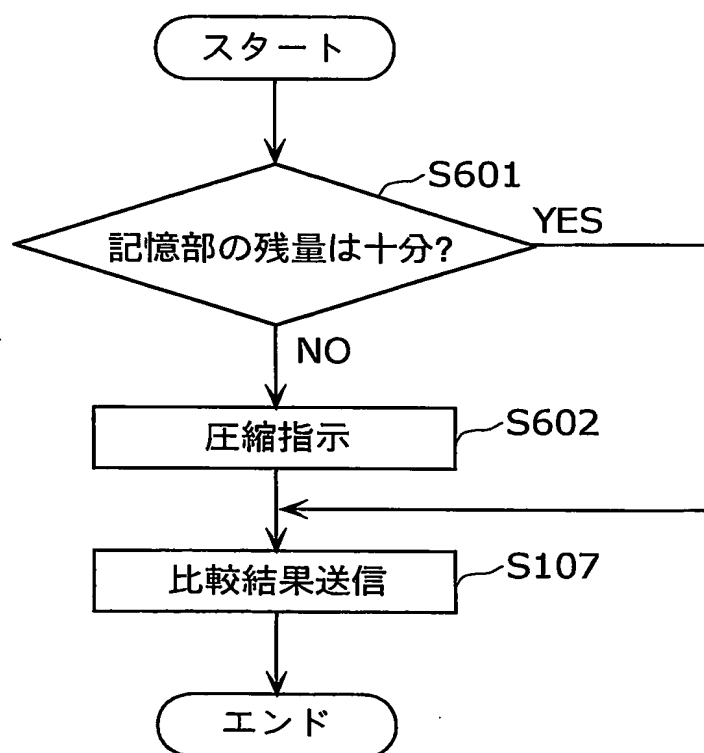 スタート
S601
記憶部の残量は十分?
YES
NO
圧縮指示
S602
比較結果送信
S107
エンド